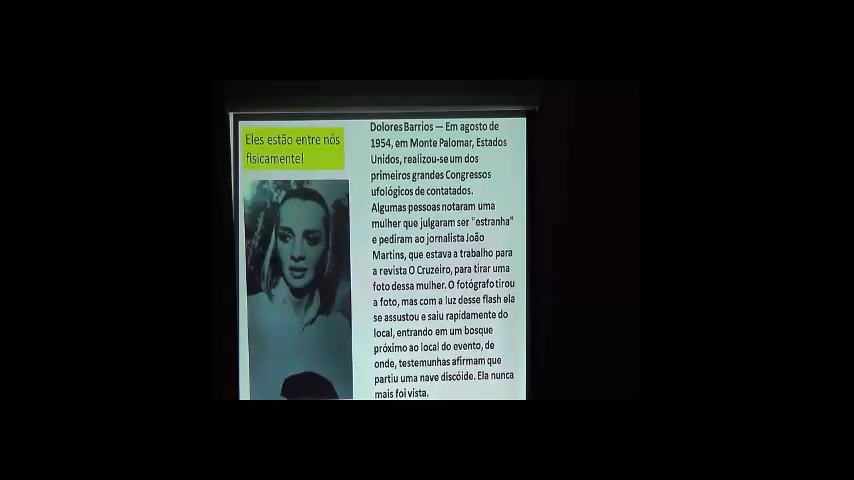 Eles estão entre nós
fisicamente!
Dolores Barrios — Em agosto de
1954, em Monte Palomar, Estados
Unidos, realizou-se um dos
primeiros grandes Congressos
ufológicos de contatados.
Algumas pessoas notaram uma
mulher que julgaram ser "estranha"
e pediram ao jornalista João
Martins, que estava a trabalho para
a revista O Cruzeiro, para tirar uma
foto dessa mulher. O fotógrafo tirou
a foto, mas com a luz desse flash ela
se assustou e saiu rapidamente do
local, entrando em um bosque
próximo ao local do evento, de
onde, testemunhas afirmam que
partiu uma nave discóide. Ela nunca
mais foi vista.